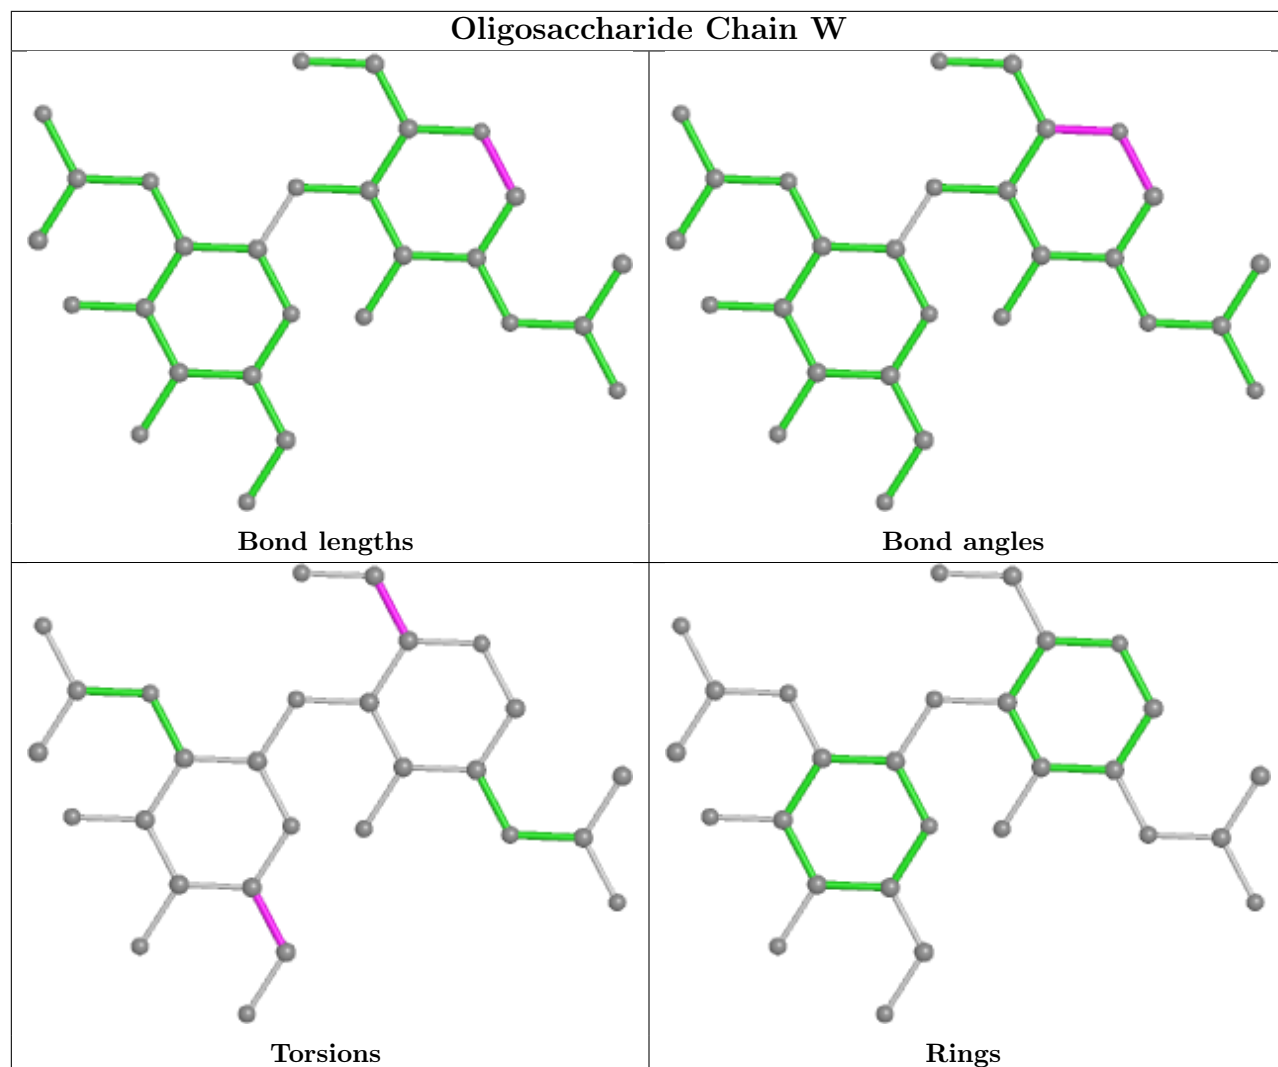 Oligosaccharide Chain W
Bond lengths
Bond angles
Torsions
Rings